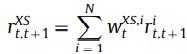 r^{XS}_{t,t+1} = \sum_{i=1}^{N} w^{XS,i}_{t} r^{i}_{t,t+1}